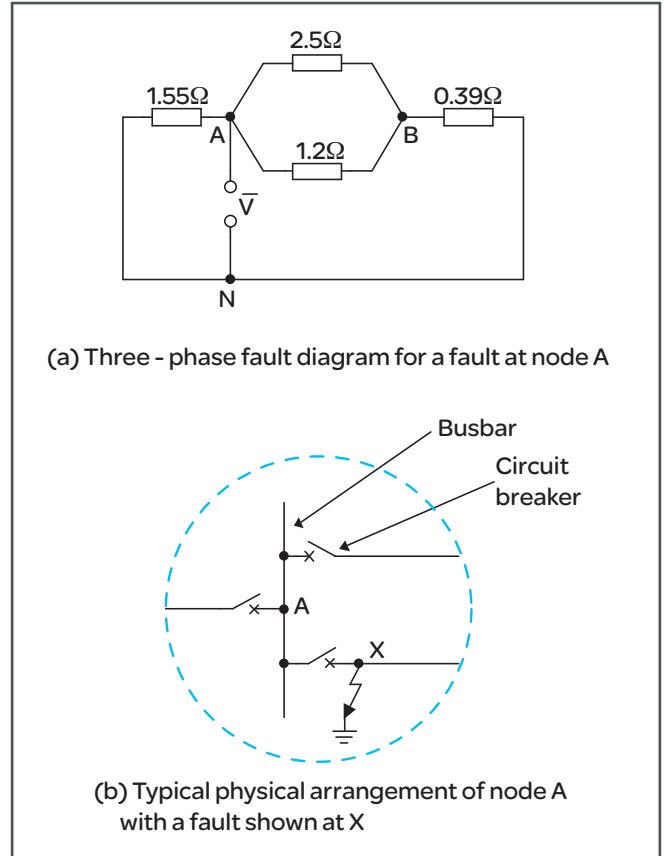 2.5Ω
1.55Ω
0.39Ω
A
B
1.2Ω
V̅
N
(a) Three - phase fault diagram for a fault at node A
Busbar
Circuit
breaker
A
X
(b) Typical physical arrangement of node A
with a fault shown at X